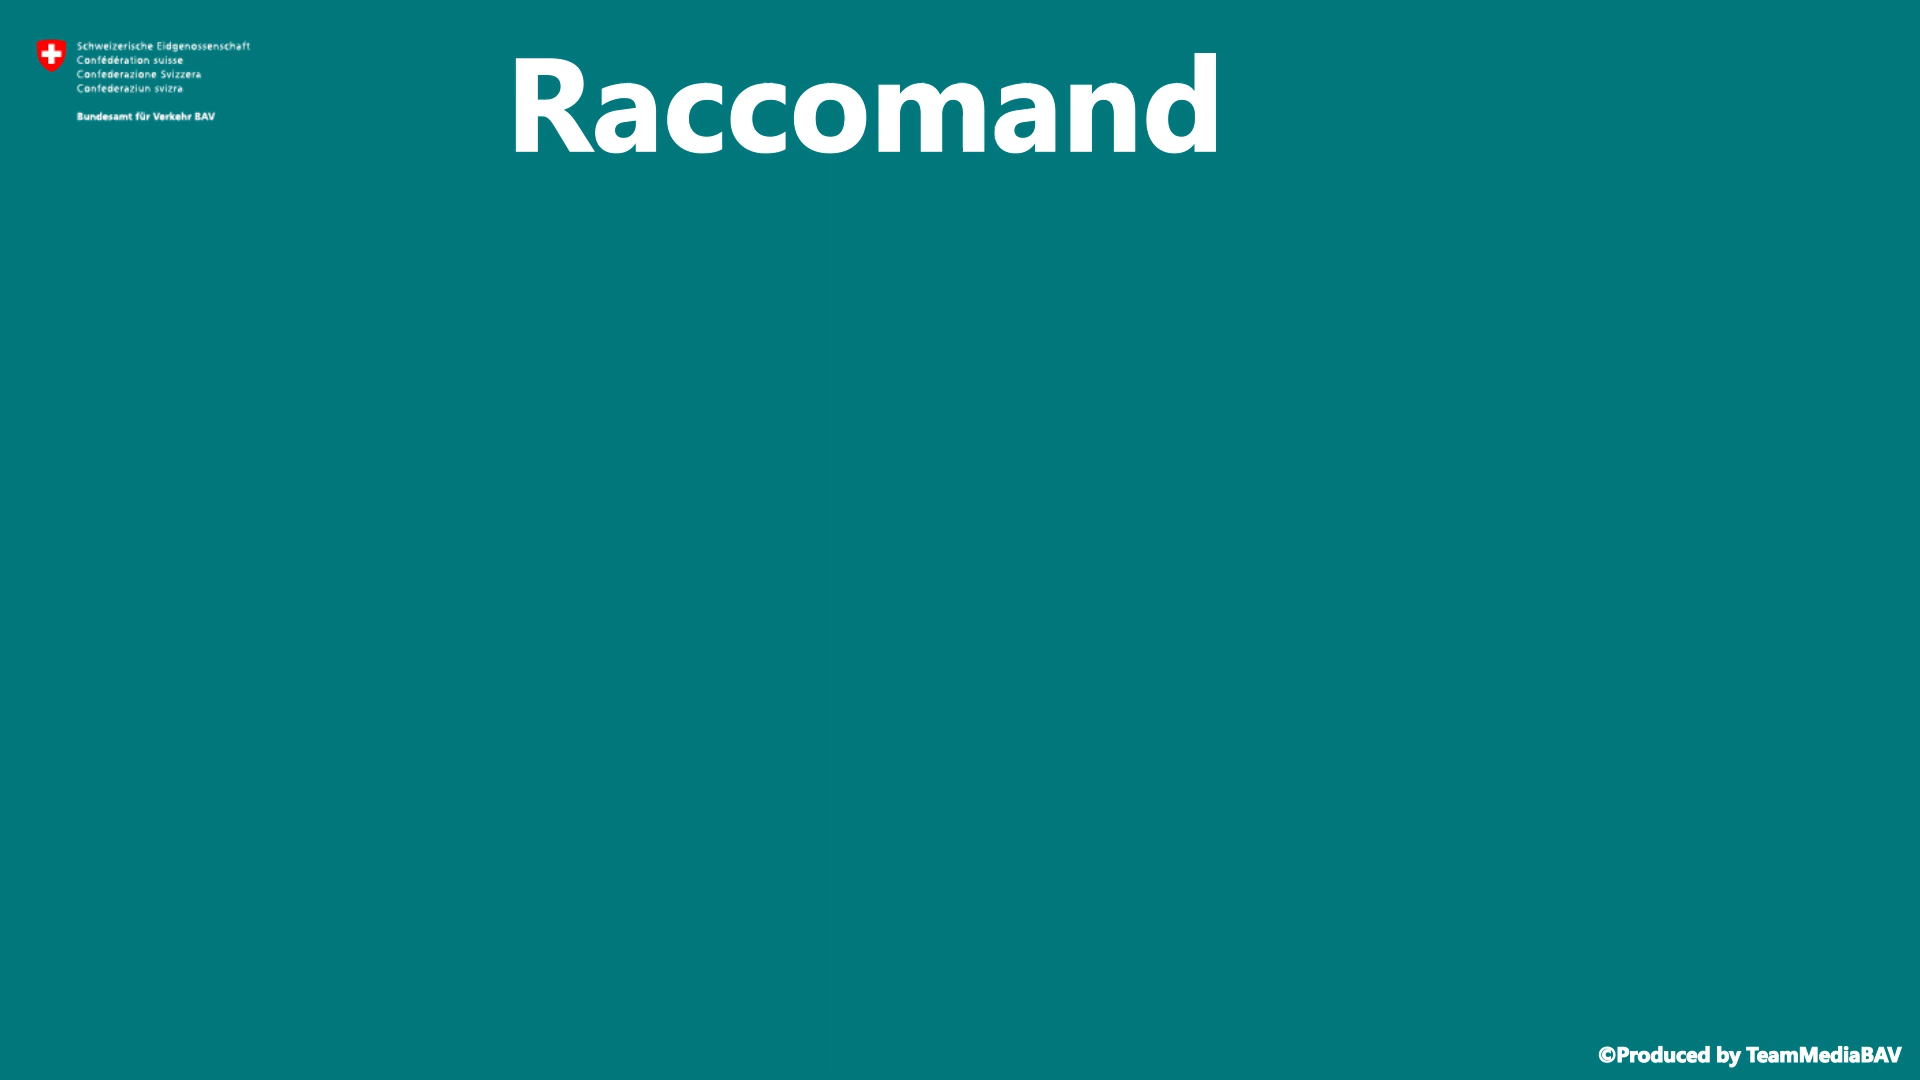 Schweizerische Eidgenossenschaft
Confédération suisse
Confederazione Svizzera
Confederaziun svizra
Bundesamt für Verkehr BAV
Raccomand
©Produced by TeamMediaBAV